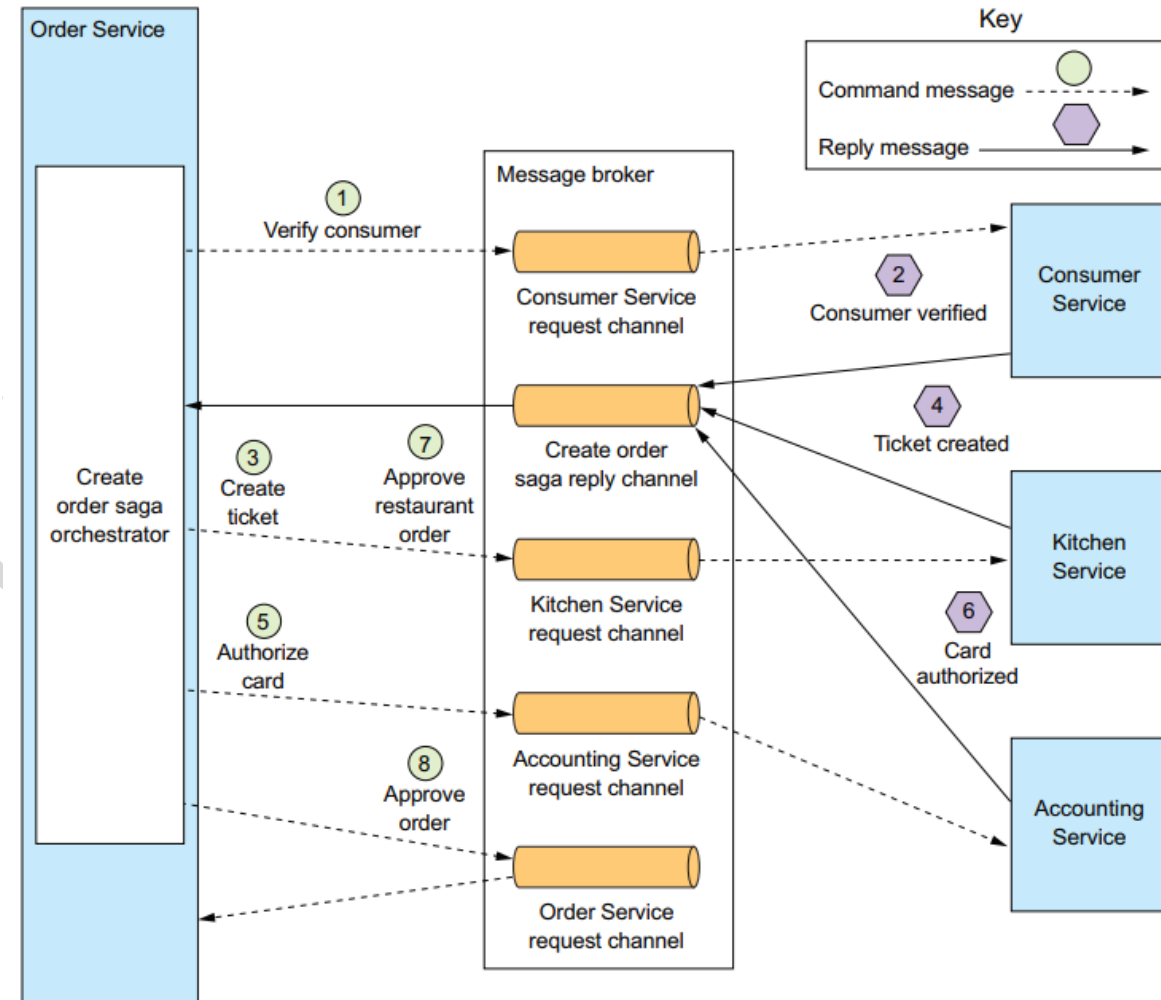 Order Service
Key
Command message
Reply message
Message broker
1
Verify consumer
Consumer Service
request channel
2
Consumer verified
Consumer
Service
Create
order saga
orchestrator
3
Create
ticket
7
Approve
restaurant
order
Create order
saga reply channel
4
Ticket created
Kitchen Service
request channel
Kitchen
Service
5
Authorize
card
6
Card
authorized
Accounting Service
request channel
8
Approve
order
Accounting
Service
Order Service
request channel